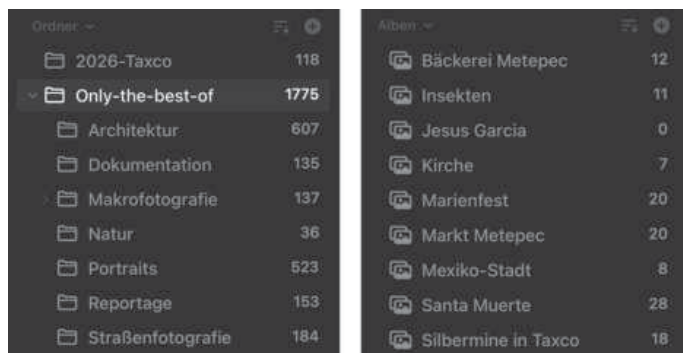 Ordner
2026-Taxco 118
Only-the-best-of 1775
Architektur 607
Dokumentation 135
Makrofotografie 137
Natur 36
Portraits 523
Reportage 153
Straßenfotografie 184
Alben
Bäckerei Metepec 12
Insekten 11
Jesus Garcia 0
Kirche 7
Marienfest 20
Markt Metepec 20
Mexiko-Stadt 8
Santa Muerte 28
Silbermine in Taxco 18